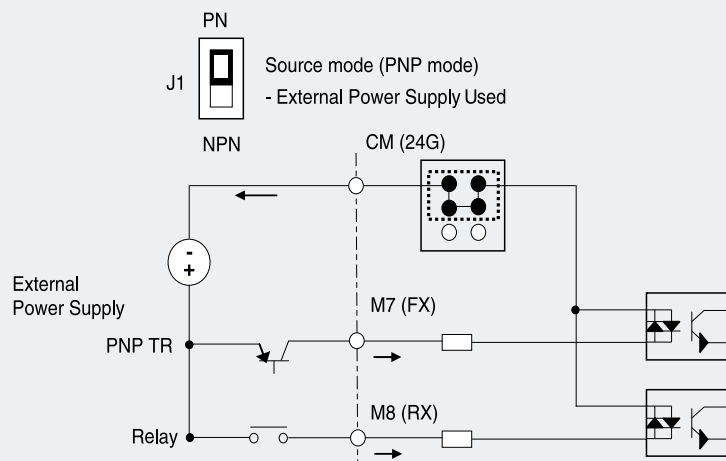 PN
J1
Source mode (PNP mode)
- External Power Supply Used
NPN
CM (24G)
-
+
External
Power Supply
M7 (FX)
PNP TR
M8 (RX)
Relay